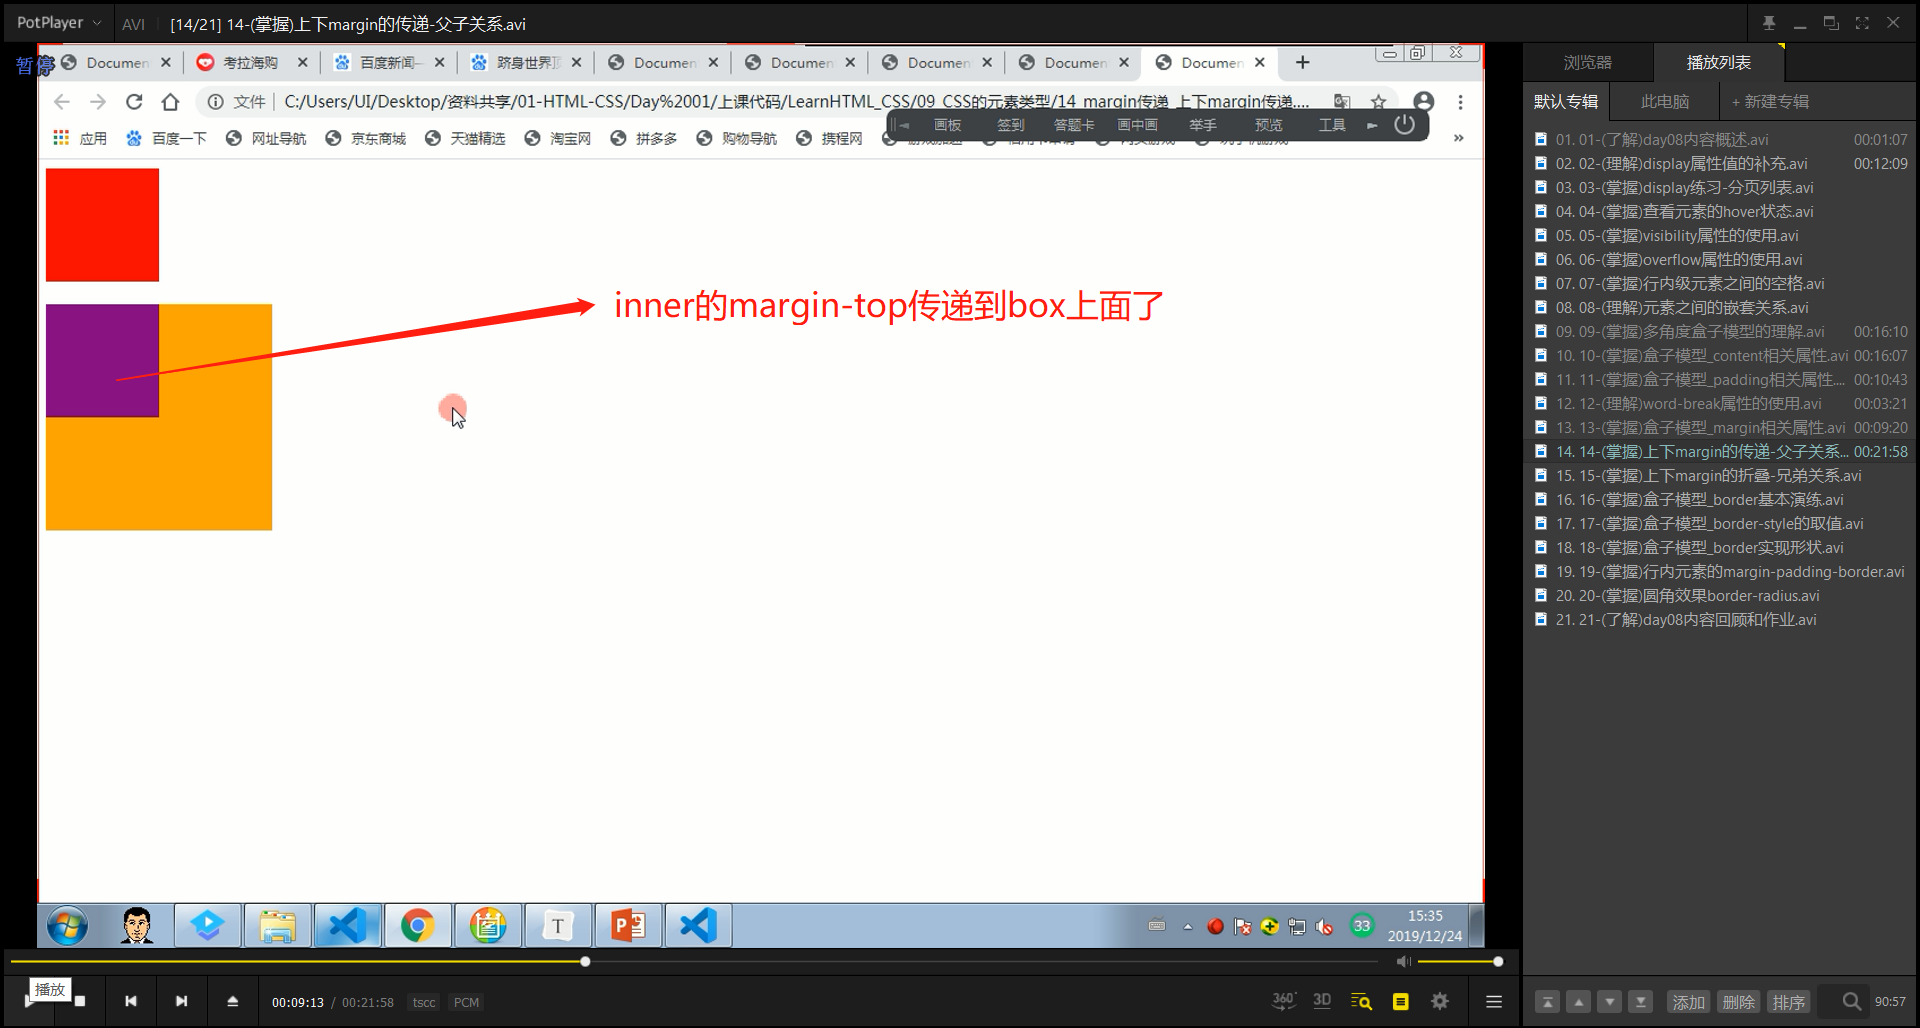 PotPlayer
AVI
[14/21] 14-(掌握)上下margin的传递-父子关系.avi
暂停
Documen
考拉海购
百度新闻—
跻身世界顶
Documen
Documen
Documen
Documen
Documen
文件
C:/Users/UI/Desktop/资料共享/01-HTML-CSS/Day%2001/上课代码/LearnHTML_CSS/09_CSS的元素类型/14_margin传递_上下margin传递....
画板
签到
答题卡
画中画
举手
预览
工具
应用
百度一下
网址导航
京东商城
天猫精选
淘宝网
拼多多
购物导航
携程网
»
inner的margin-top传递到box上面了
33
15:35
2019/12/24
播放
00:09:13 / 00:21:58
tscc
PCM
360°
3D
浏览器
播放列表
默认专辑
此电脑
+ 新建专辑
01. 01-(了解)day08内容概述.avi 00:01:07
02. 02-(理解)display属性值的补充.avi 00:12:09
03. 03-(掌握)display练习-分页列表.avi
04. 04-(掌握)查看元素的hover状态.avi
05. 05-(掌握)visibility属性的使用.avi
06. 06-(掌握)overflow属性的使用.avi
07. 07-(掌握)行内级元素之间的空格.avi
08. 08-(理解)元素之间的嵌套关系.avi
09. 09-(掌握)多角度盒子模型的理解.avi 00:16:10
10. 10-(掌握)盒子模型_content相关属性.avi 00:16:07
11. 11-(掌握)盒子模型_padding相关属性.... 00:10:43
12. 12-(理解)word-break属性的使用.avi 00:03:21
13. 13-(掌握)盒子模型_margin相关属性.avi 00:09:20
14. 14-(掌握)上下margin的传递-父子关系... 00:21:58
15. 15-(掌握)上下margin的折叠-兄弟关系.avi
16. 16-(掌握)盒子模型_border基本演练.avi
17. 17-(掌握)盒子模型_border-style的取值.avi
18. 18-(掌握)盒子模型_border实现形状.avi
19. 19-(掌握)行内元素的margin-padding-border.avi
20. 20-(掌握)圆角效果border-radius.avi
21. 21-(了解)day08内容回顾和作业.avi
添加
删除
排序
90:57